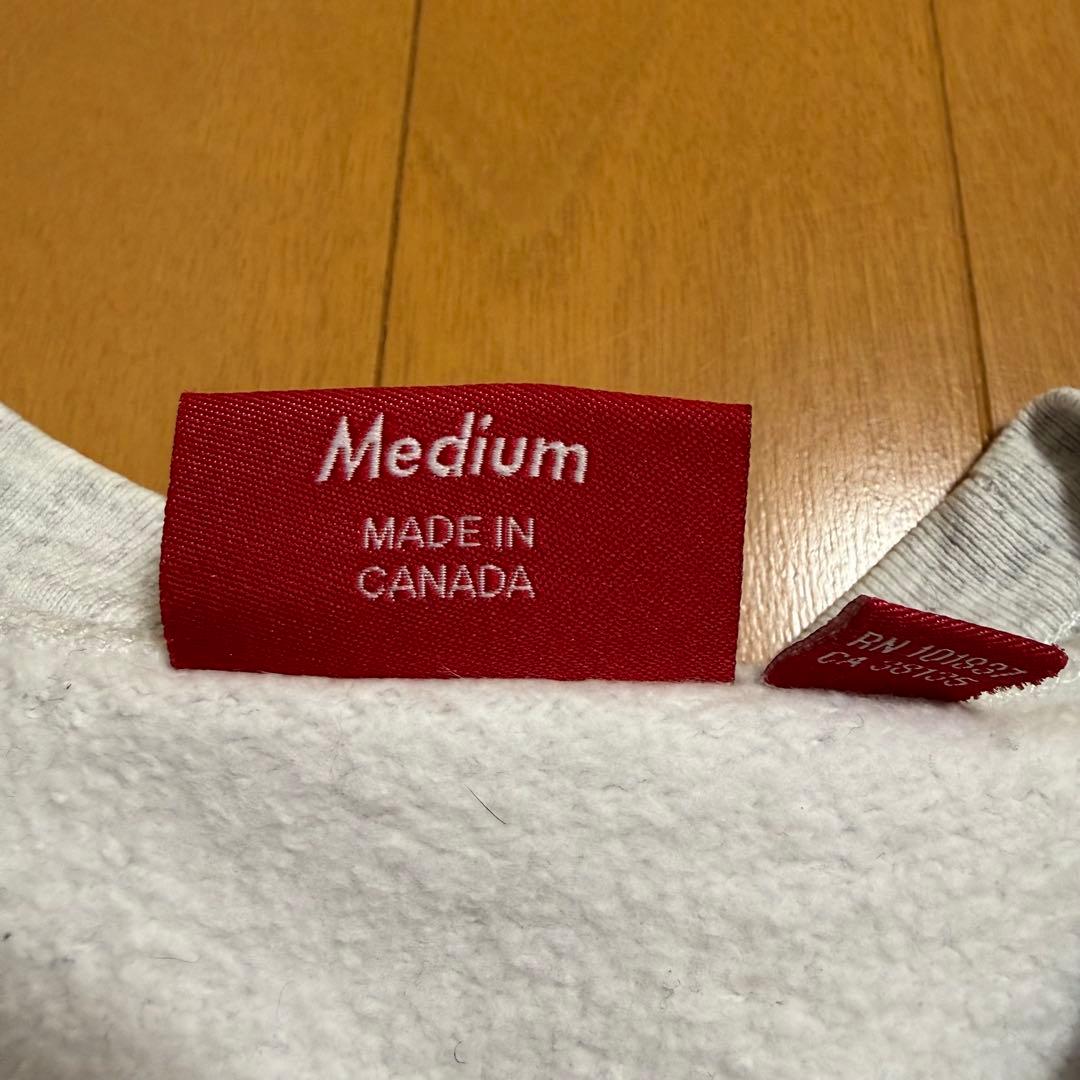 Medium
MADE IN
CANADA
RN 101837
CA 38135